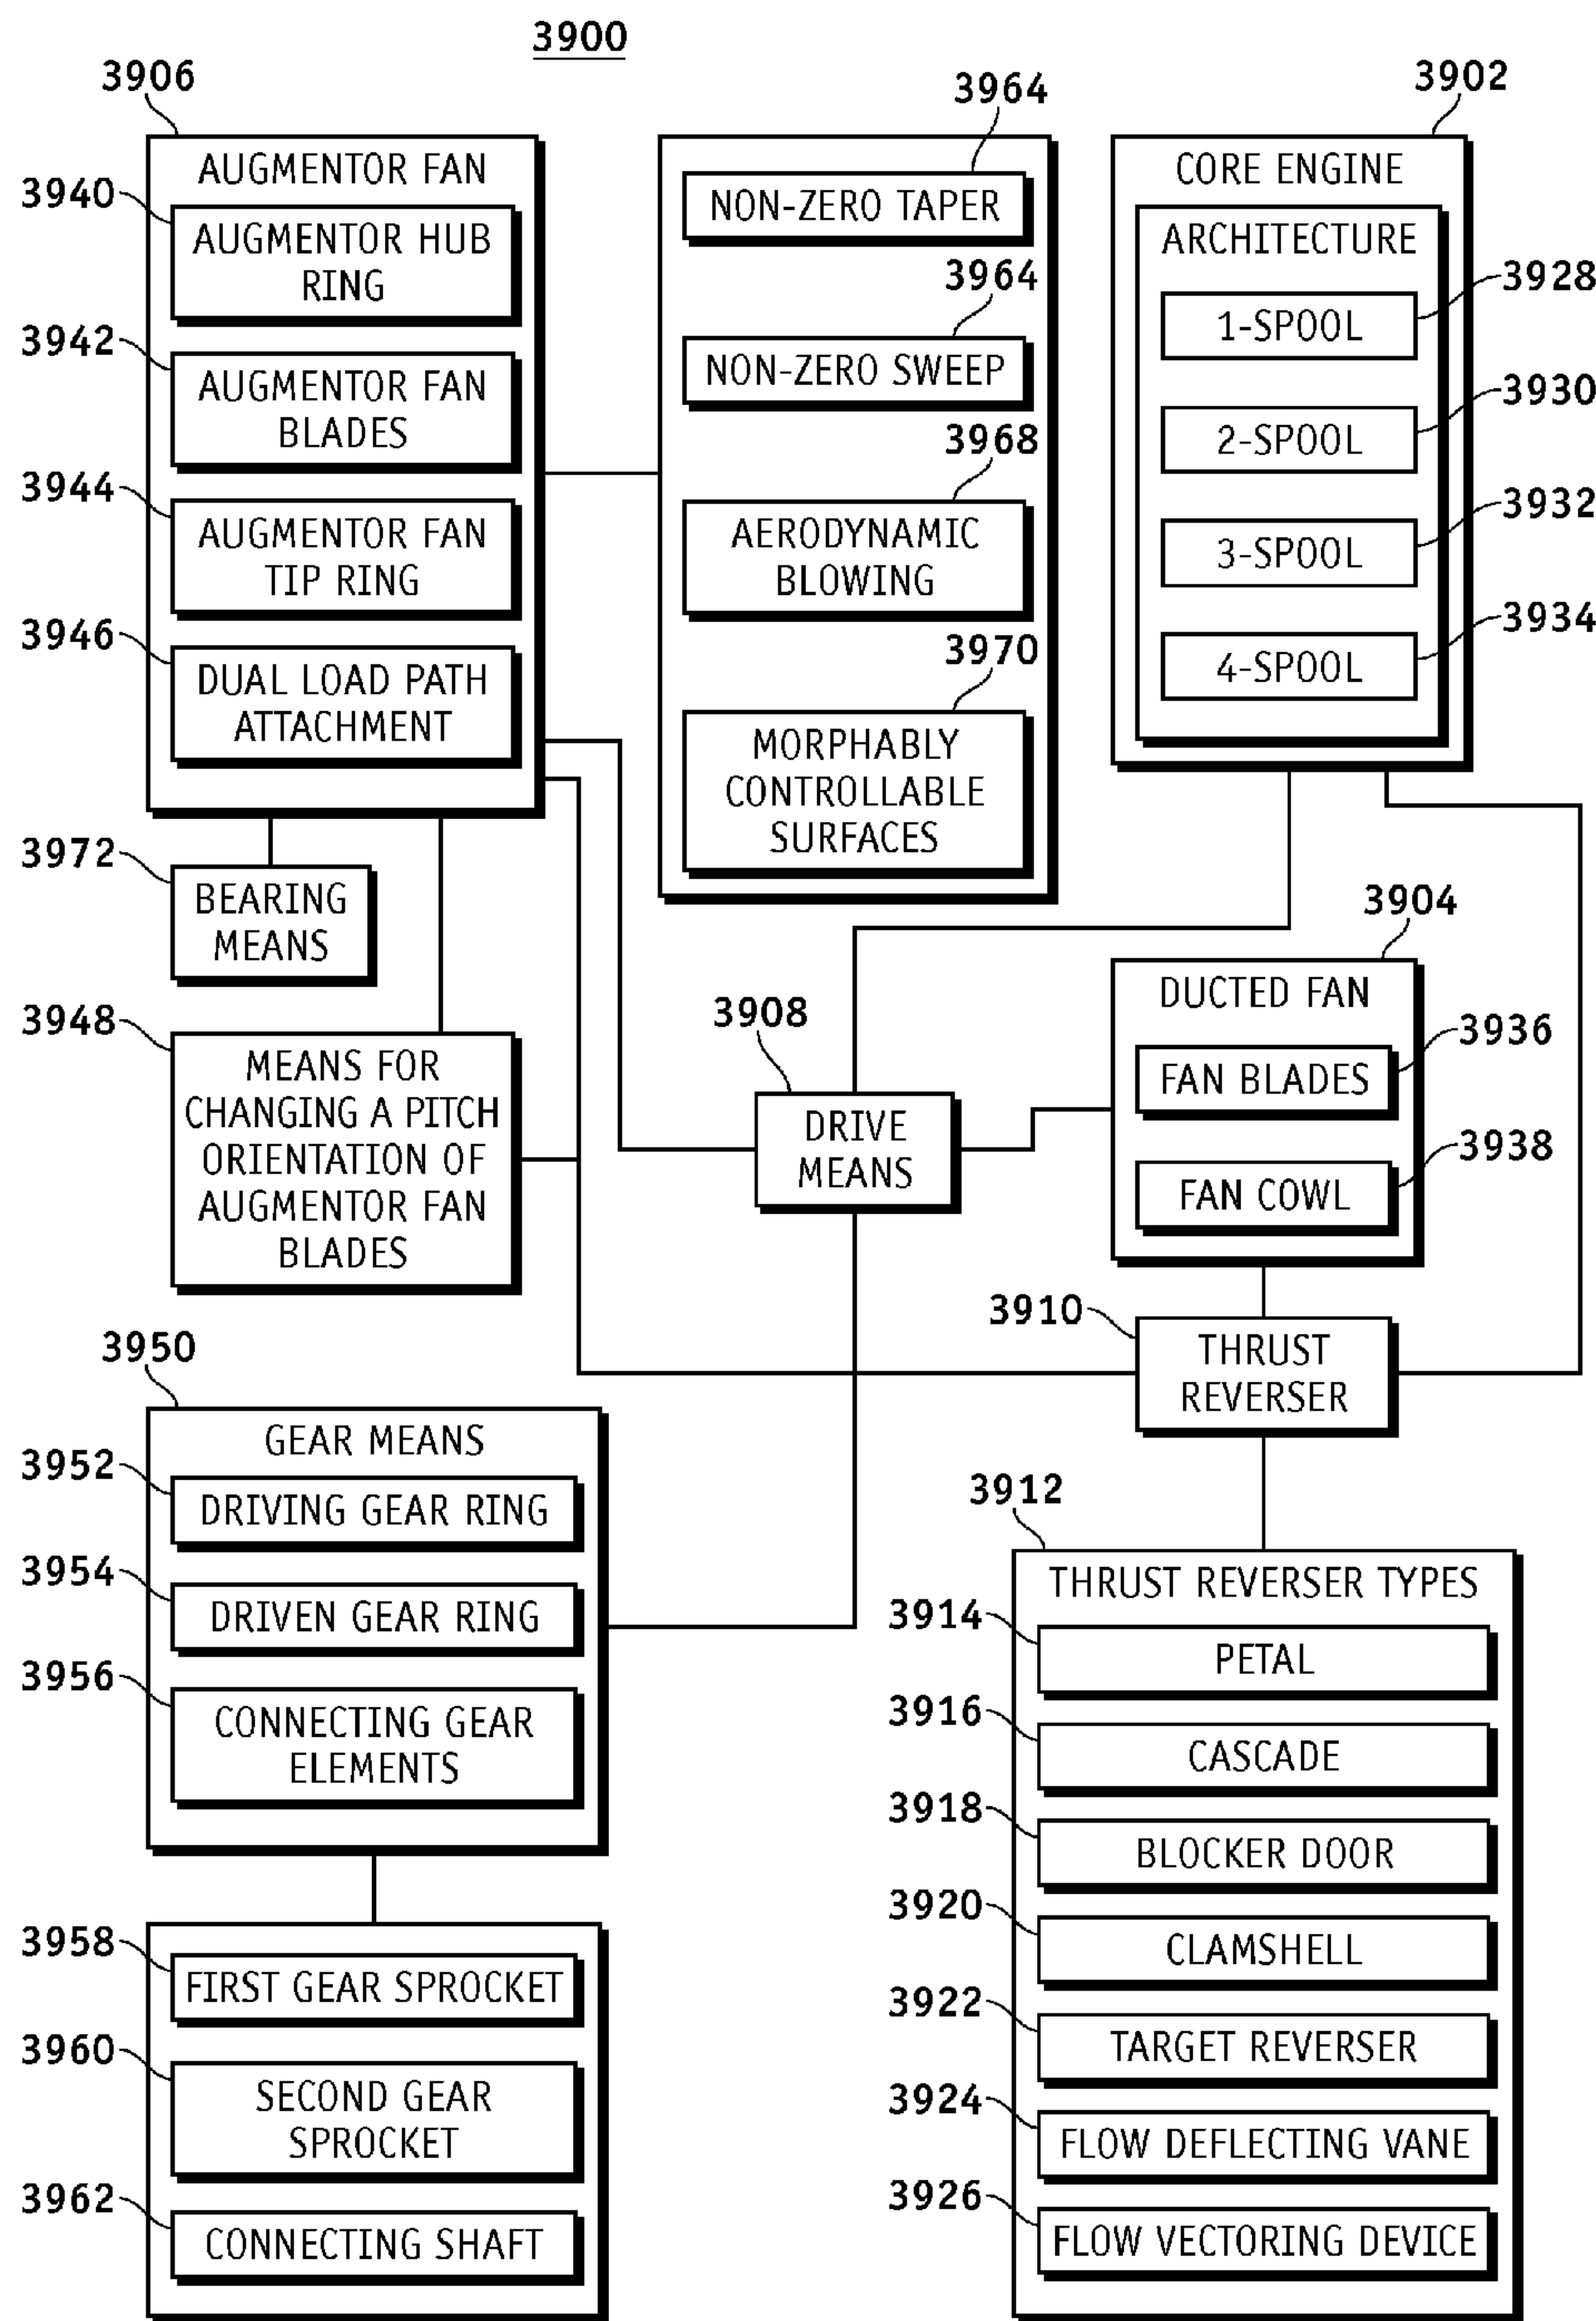 3900
3906
AUGMENTOR FAN
3940
AUGMENTOR HUB
RING
3942
AUGMENTOR FAN
BLADES
3944
AUGMENTOR FAN
TIP RING
3946
DUAL LOAD PATH
ATTACHMENT
3972
BEARING
MEANS
3948
MEANS FOR
CHANGING A PITCH
ORIENTATION OF
AUGMENTOR FAN
BLADES
3964
NON-ZERO TAPER
3964
NON-ZERO SWEEP
3968
AERODYNAMIC
BLOWING
3970
MORPHABLY
CONTROLLABLE
SURFACES
3902
CORE ENGINE
ARCHITECTURE
3928
1-SPOOL
3930
2-SPOOL
3932
3-SPOOL
3934
4-SPOOL
3908
DRIVE
MEANS
3904
DUCTED FAN
3936
FAN BLADES
3938
FAN COWL
3910
THRUST
REVERSER
3950
GEAR MEANS
3952
DRIVING GEAR RING
3954
DRIVEN GEAR RING
3956
CONNECTING GEAR
ELEMENTS
3958
FIRST GEAR SPROCKET
3960
SECOND GEAR
SPROCKET
3962
CONNECTING SHAFT
3912
THRUST REVERSER TYPES
3914
PETAL
3916
CASCADE
3918
BLOCKER DOOR
3920
CLAMSHELL
3922
TARGET REVERSER
3924
FLOW DEFLECTING VANE
3926
FLOW VECTORING DEVICE